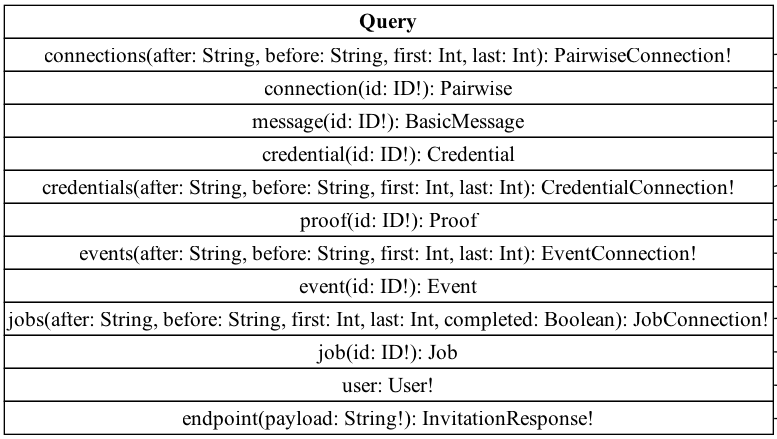 Query
connections(after: String, before: String, first: Int, last: Int): PairwiseConnection!
connection(id: ID!): Pairwise
message(id: ID!): BasicMessage
credential(id: ID!): Credential
credentials(after: String, before: String, first: Int, last: Int): CredentialConnection!
proof(id: ID!): Proof
events(after: String, before: String, first: Int, last: Int): EventConnection!
event(id: ID!): Event
jobs(after: String, before: String, first: Int, last: Int, completed: Boolean): JobConnection!
job(id: ID!): Job
user: User!
endpoint(payload: String!): InvitationResponse!